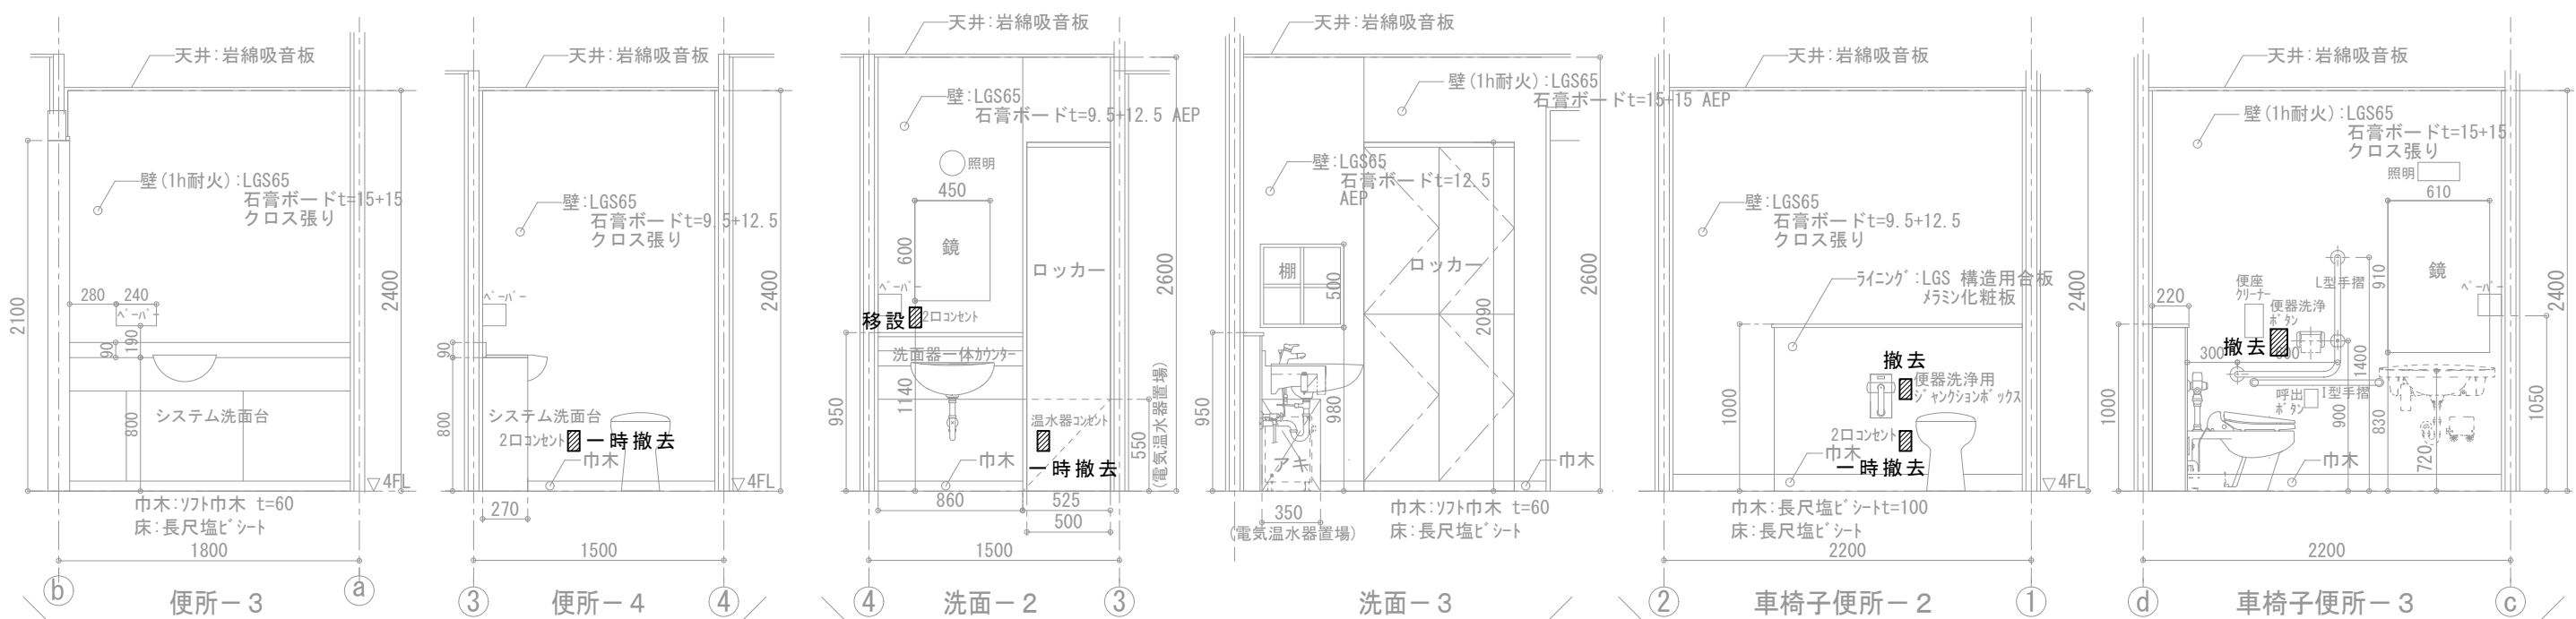 天井:岩綿吸音板
壁(1h耐火):LGS65
石膏ボードt=15+15
クロス張り
2100
2400
280
240
ペーパー
190
90
800
システム洗面台
4FL
巾木:ソフト巾木 t=60
床:長尺塩ビシート
1800
b
a
便所-3
天井:岩綿吸音板
壁:LGS65
石膏ボードt=9.5+12.5
クロス張り
2400
ペーパー
90
800
システム洗面台
2口コンセント
一時撤去
巾木
4FL
270
1500
3
4
便所-4
天井:岩綿吸音板
壁:LGS65
石膏ボードt=9.5+12.5 AEP
照明
450
600
鏡
ロッカー
2600
ペーパー
移設
2口コンセント
洗面器一体カウンター
950
1140
温水器コンセント
一時撤去
550
(電気温水器置場)
巾木
860
525
500
1500
4
3
洗面-2
天井:岩綿吸音板
壁(1h耐火):LGS65
石膏ボードt=15+15 AEP
壁:LGS65
石膏ボードt=12.5
AEP
棚
500
ロッカー
2090
2600
950
980
アキ
巾木
350
(電気温水器置場)
巾木:ソフト巾木 t=60
床:長尺塩ビシート
洗面-3
天井:岩綿吸音板
壁:LGS65
石膏ボードt=9.5+12.5
クロス張り
ライニング:LGS 構造用合板
メラミン化粧板
2400
1000
撤去
便器洗浄用
ジャンクションボックス
2口コンセント
一時撤去
巾木
4FL
巾木:長尺塩ビシートt=100
床:長尺塩ビシート
2200
2
1
車椅子便所-2
天井:岩綿吸音板
壁(1h耐火):LGS65
石膏ボードt=15+15
クロス張り
照明
610
910
鏡
ペーパー
2400
220
便座
クリーナー
便器洗浄
ボタン
L型手摺
撤去
300
1400
呼出
ボタン
I型手摺
900
830
720
1000
1050
巾木
2200
d
c
車椅子便所-3